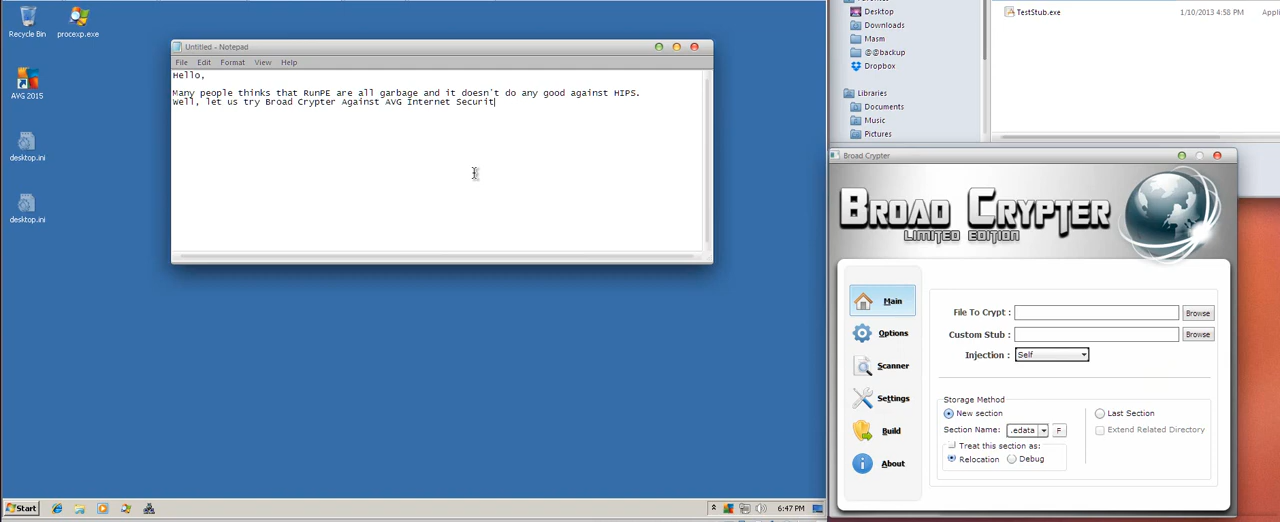 Recycle Bin
procexp.exe
AVG 2015
desktop.ini
desktop.ini
Untitled - Notepad
File Edit Format View Help
Hello,
Many people thinks that RunPE are all garbage and it doesn't do any good against HIPS.
Well, let us try Broad Crypter Against AVG Internet Securit
Start
6:47 PM
Desktop
Downloads
Masm
@@backup
Dropbox
Libraries
Documents
Music
Pictures
TestStub.exe 1/10/2013 4:58 PM Appli
Broad Crypter
BROAD CRYPTER
LIMITED EDITION
Main
Options
Scanner
Settings
Build
About
File To Crypt : Browse
Custom Stub : Browse
Injection : Self
Storage Method
New section
Section Name: .edata F
Treat this section as:
Relocation Debug
Last Section
Extend Related Directory